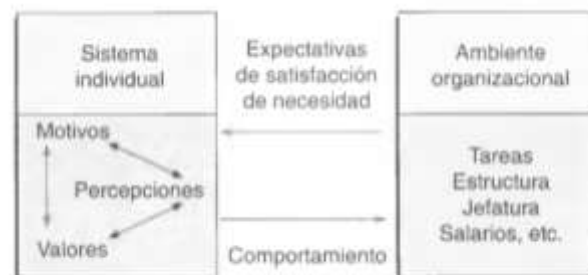 Sistema
individual
Motivos
Percepciones
Valores
Expectativas
de satisfacción
de necesidad
Comportamiento
Ambiente
organizacional
Tareas
Estructura
Jefatura
Salarios, etc.